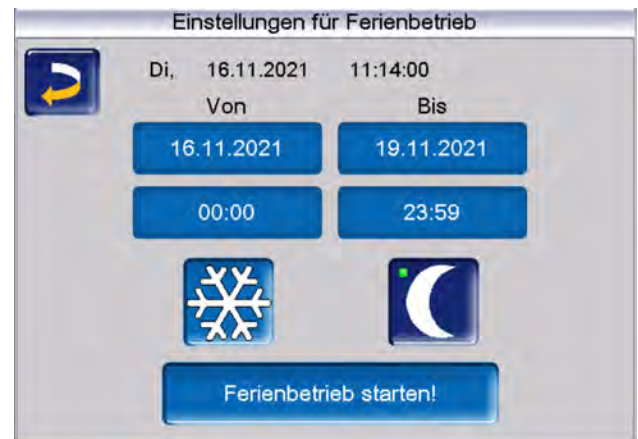 Einstellungen für Ferienbetrieb
Di, 16.11.2021 11:14:00
Von Bis
16.11.2021 19.11.2021
00:00 23:59
Ferienbetrieb starten!